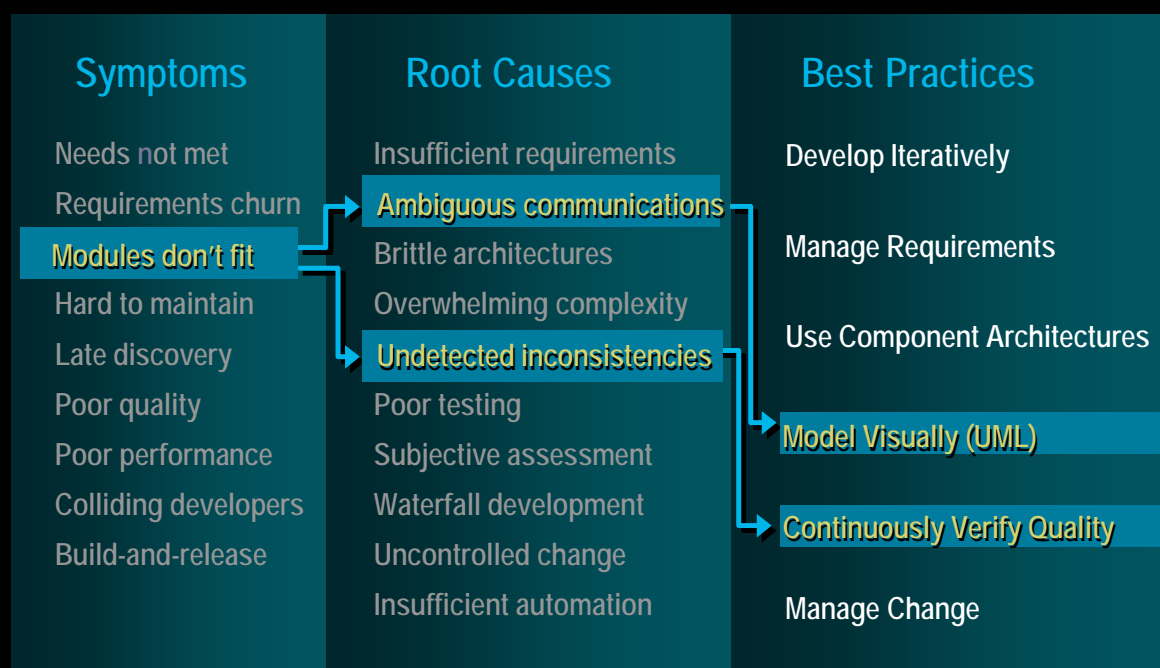 Symptoms
Needs not met
Requirements churn
Modules don't fit
Hard to maintain
Late discovery
Poor quality
Poor performance
Colliding developers
Build-and-release
Root Causes
Insufficient requirements
Ambiguous communications
Brittle architectures
Overwhelming complexity
Undetected inconsistencies
Poor testing
Subjective assessment
Waterfall development
Uncontrolled change
Insufficient automation
Best Practices
Develop Iteratively
Manage Requirements
Use Component Architectures
Model Visually (UML)
Continuously Verify Quality
Manage Change